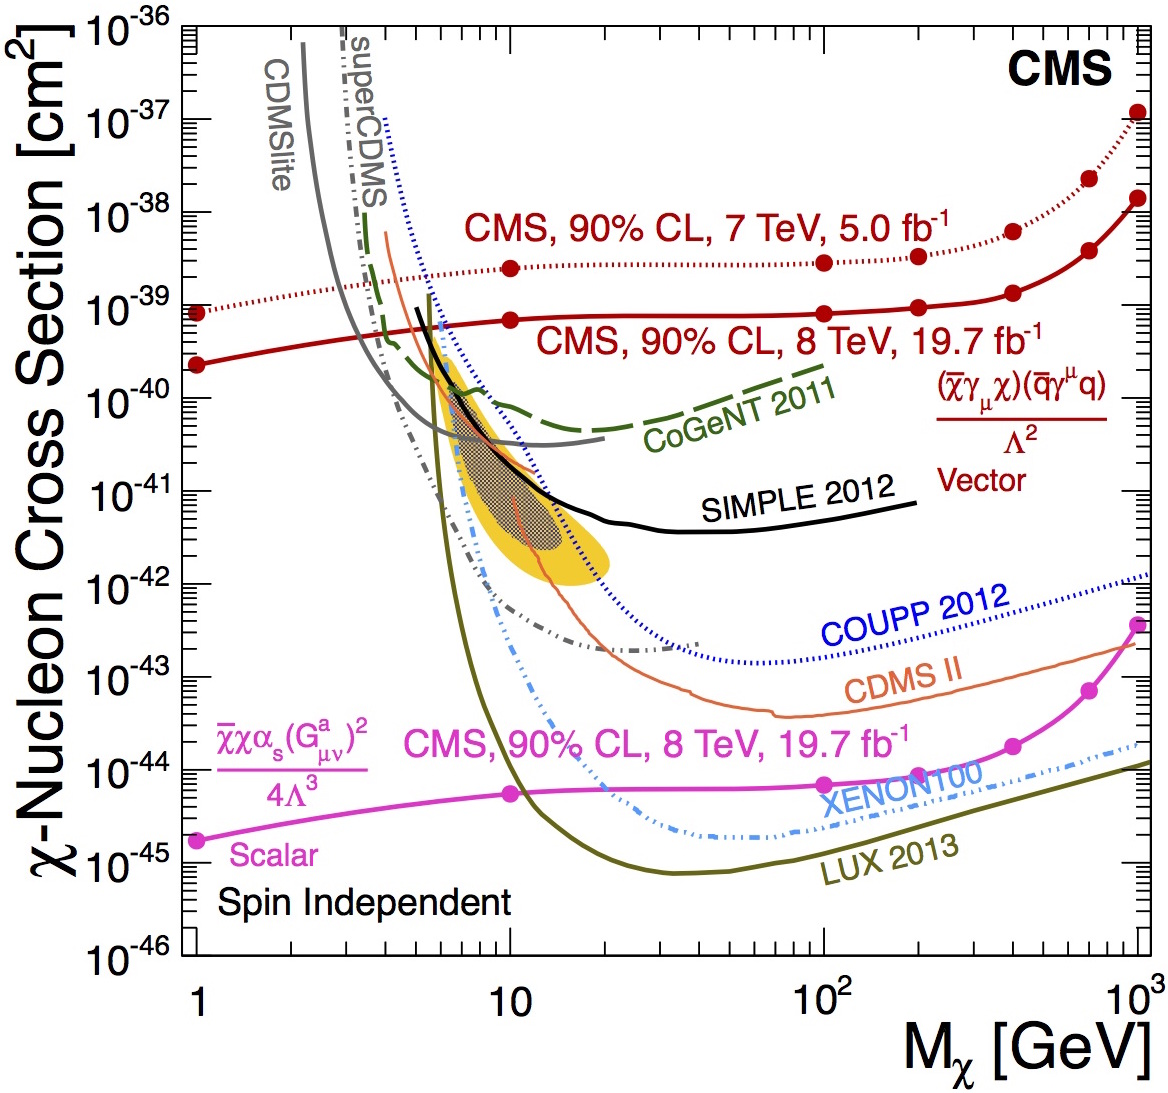 χ-Nucleon Cross Section [cm²]
10⁻³⁶
10⁻³⁷
10⁻³⁸
10⁻³⁹
10⁻⁴⁰
10⁻⁴¹
10⁻⁴²
10⁻⁴³
10⁻⁴⁴
10⁻⁴⁵
10⁻⁴⁶
CMS
CDMSlite
superCDMS
CMS, 90% CL, 7 TeV, 5.0 fb⁻¹
CMS, 90% CL, 8 TeV, 19.7 fb⁻¹
(χ̅γ_μχ)(q̅γ^μq)
Λ²
Vector
CoGeNT 2011
SIMPLE 2012
COUPP 2012
CDMS II
χ̅χα_s(G^a_μν)²
4Λ³
CMS, 90% CL, 8 TeV, 19.7 fb⁻¹
XENON100
LUX 2013
Scalar
Spin Independent
1
10
10²
10³
M_χ [GeV]